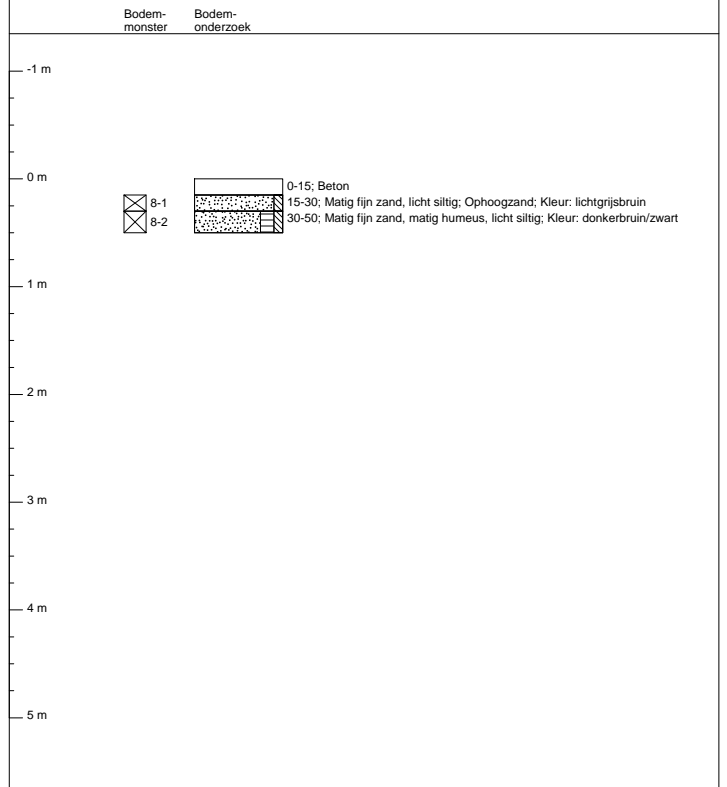 Bodem-
monster
Bodem-
onderzoek
-1 m
0 m
0-15; Beton
8-1
15-30; Matig fijn zand, licht siltig; Ophoogzand; Kleur: lichtgrijsbruin
8-2
30-50; Matig fijn zand, matig humeus, licht siltig; Kleur: donkerbruin/zwart
1 m
2 m
3 m
4 m
5 m